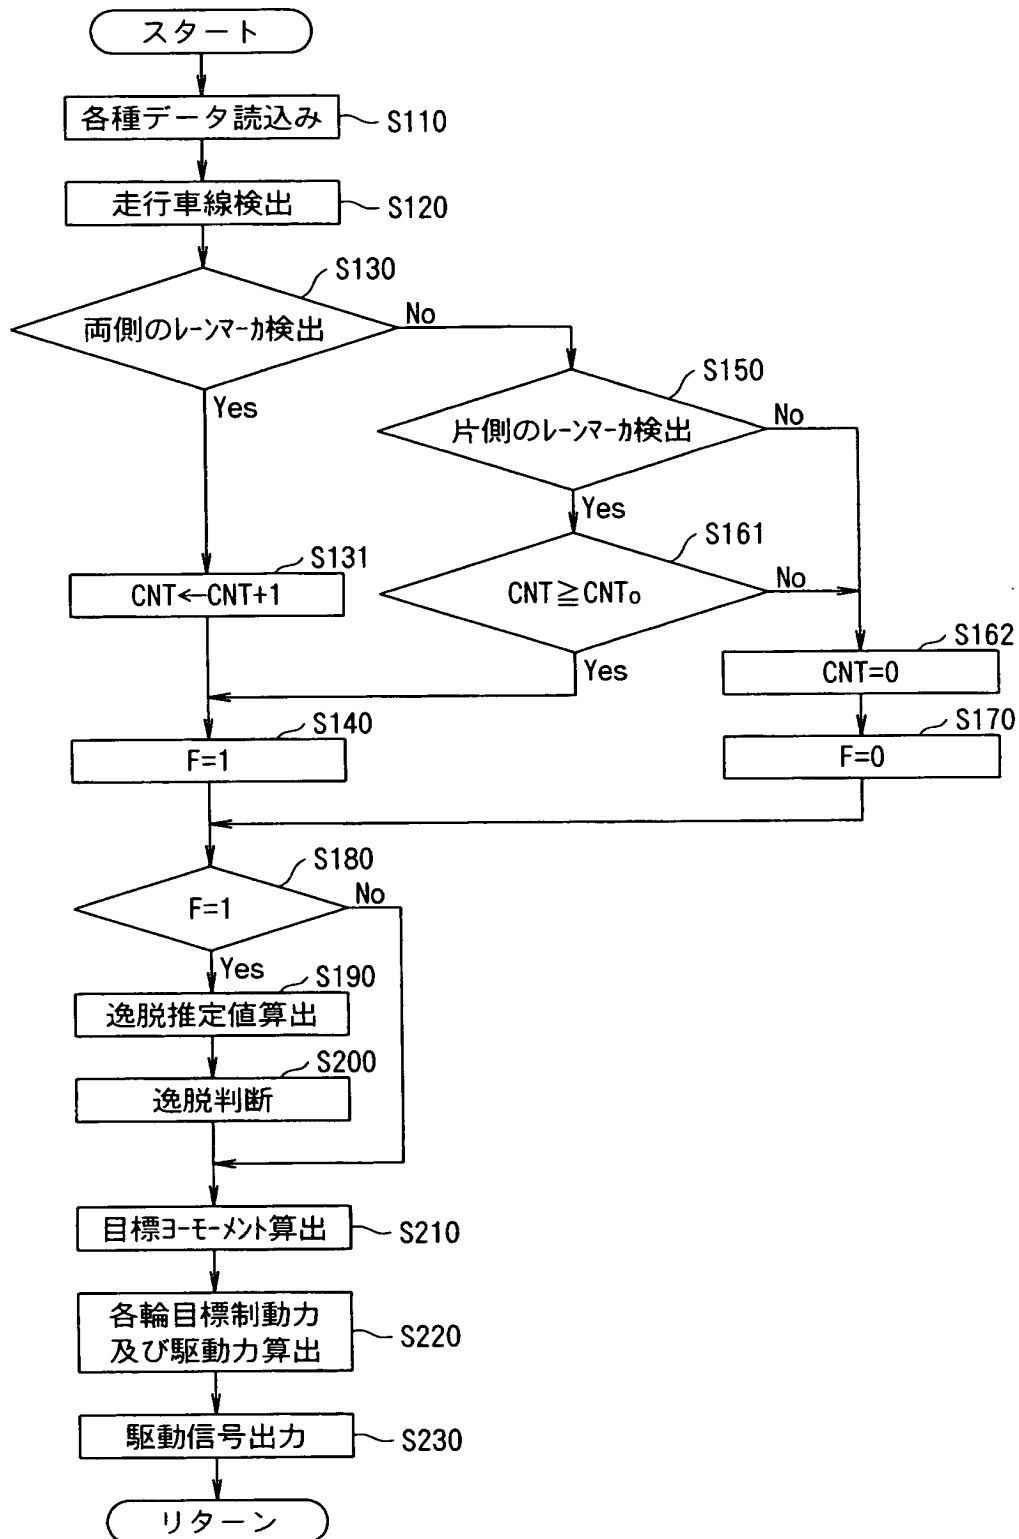 スタート
各種データ読込み
S110
走行車線検出
S120
S130
両側のﾚｰﾝﾏｰｶ検出
No
Yes
S150
片側のﾚｰﾝﾏｰｶ検出
No
Yes
S161
CNT≧CNT₀
No
Yes
S131
CNT←CNT+1
S162
CNT=0
S140
F=1
S170
F=0
S180
F=1
No
Yes
S190
逸脱推定値算出
S200
逸脱判断
目標ﾖｰﾓｰﾒﾝﾄ算出
S210
各輪目標制動力
及び駆動力算出
S220
駆動信号出力
S230
リターン